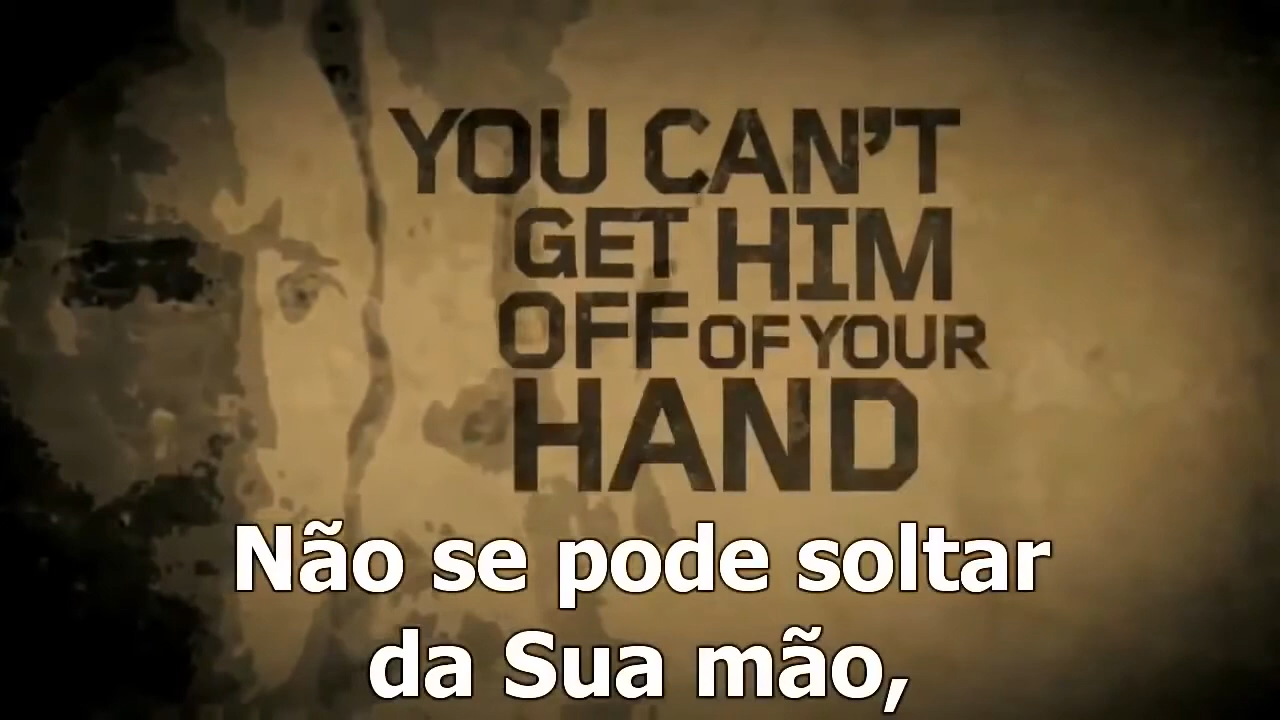 YOU CAN'T
GET HIM
OFF OF YOUR
HAND
Não se pode soltar
da Sua mão,